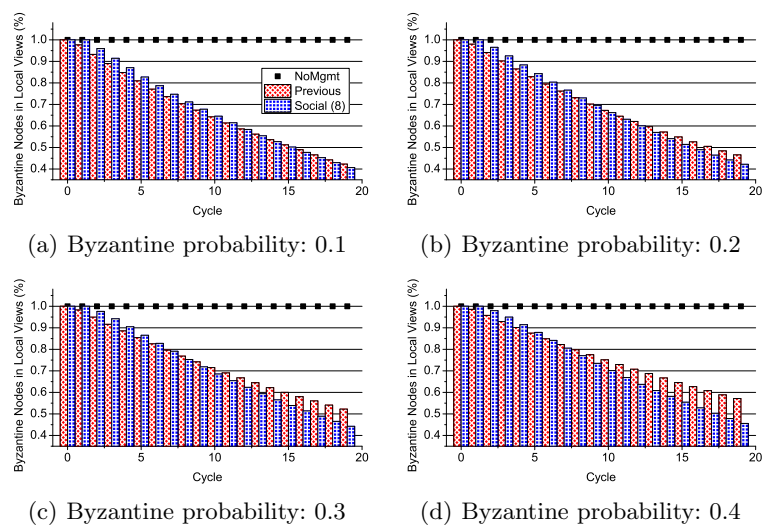 Byzantine Nodes in Local Views (%)
1.0
0.9
0.8
0.7
0.6
0.5
0.4
NoMgmt
Previous
Social (8)
0 5 10 15 20
Cycle
(a) Byzantine probability: 0.1
Byzantine Nodes in Local Views (%)
1.0
0.9
0.8
0.7
0.6
0.5
0.4
0 5 10 15 20
Cycle
(b) Byzantine probability: 0.2
Byzantine Nodes in Local Views (%)
1.0
0.9
0.8
0.7
0.6
0.5
0.4
0 5 10 15 20
Cycle
(c) Byzantine probability: 0.3
Byzantine Nodes in Local Views (%)
1.0
0.9
0.8
0.7
0.6
0.5
0.4
0 5 10 15 20
Cycle
(d) Byzantine probability: 0.4